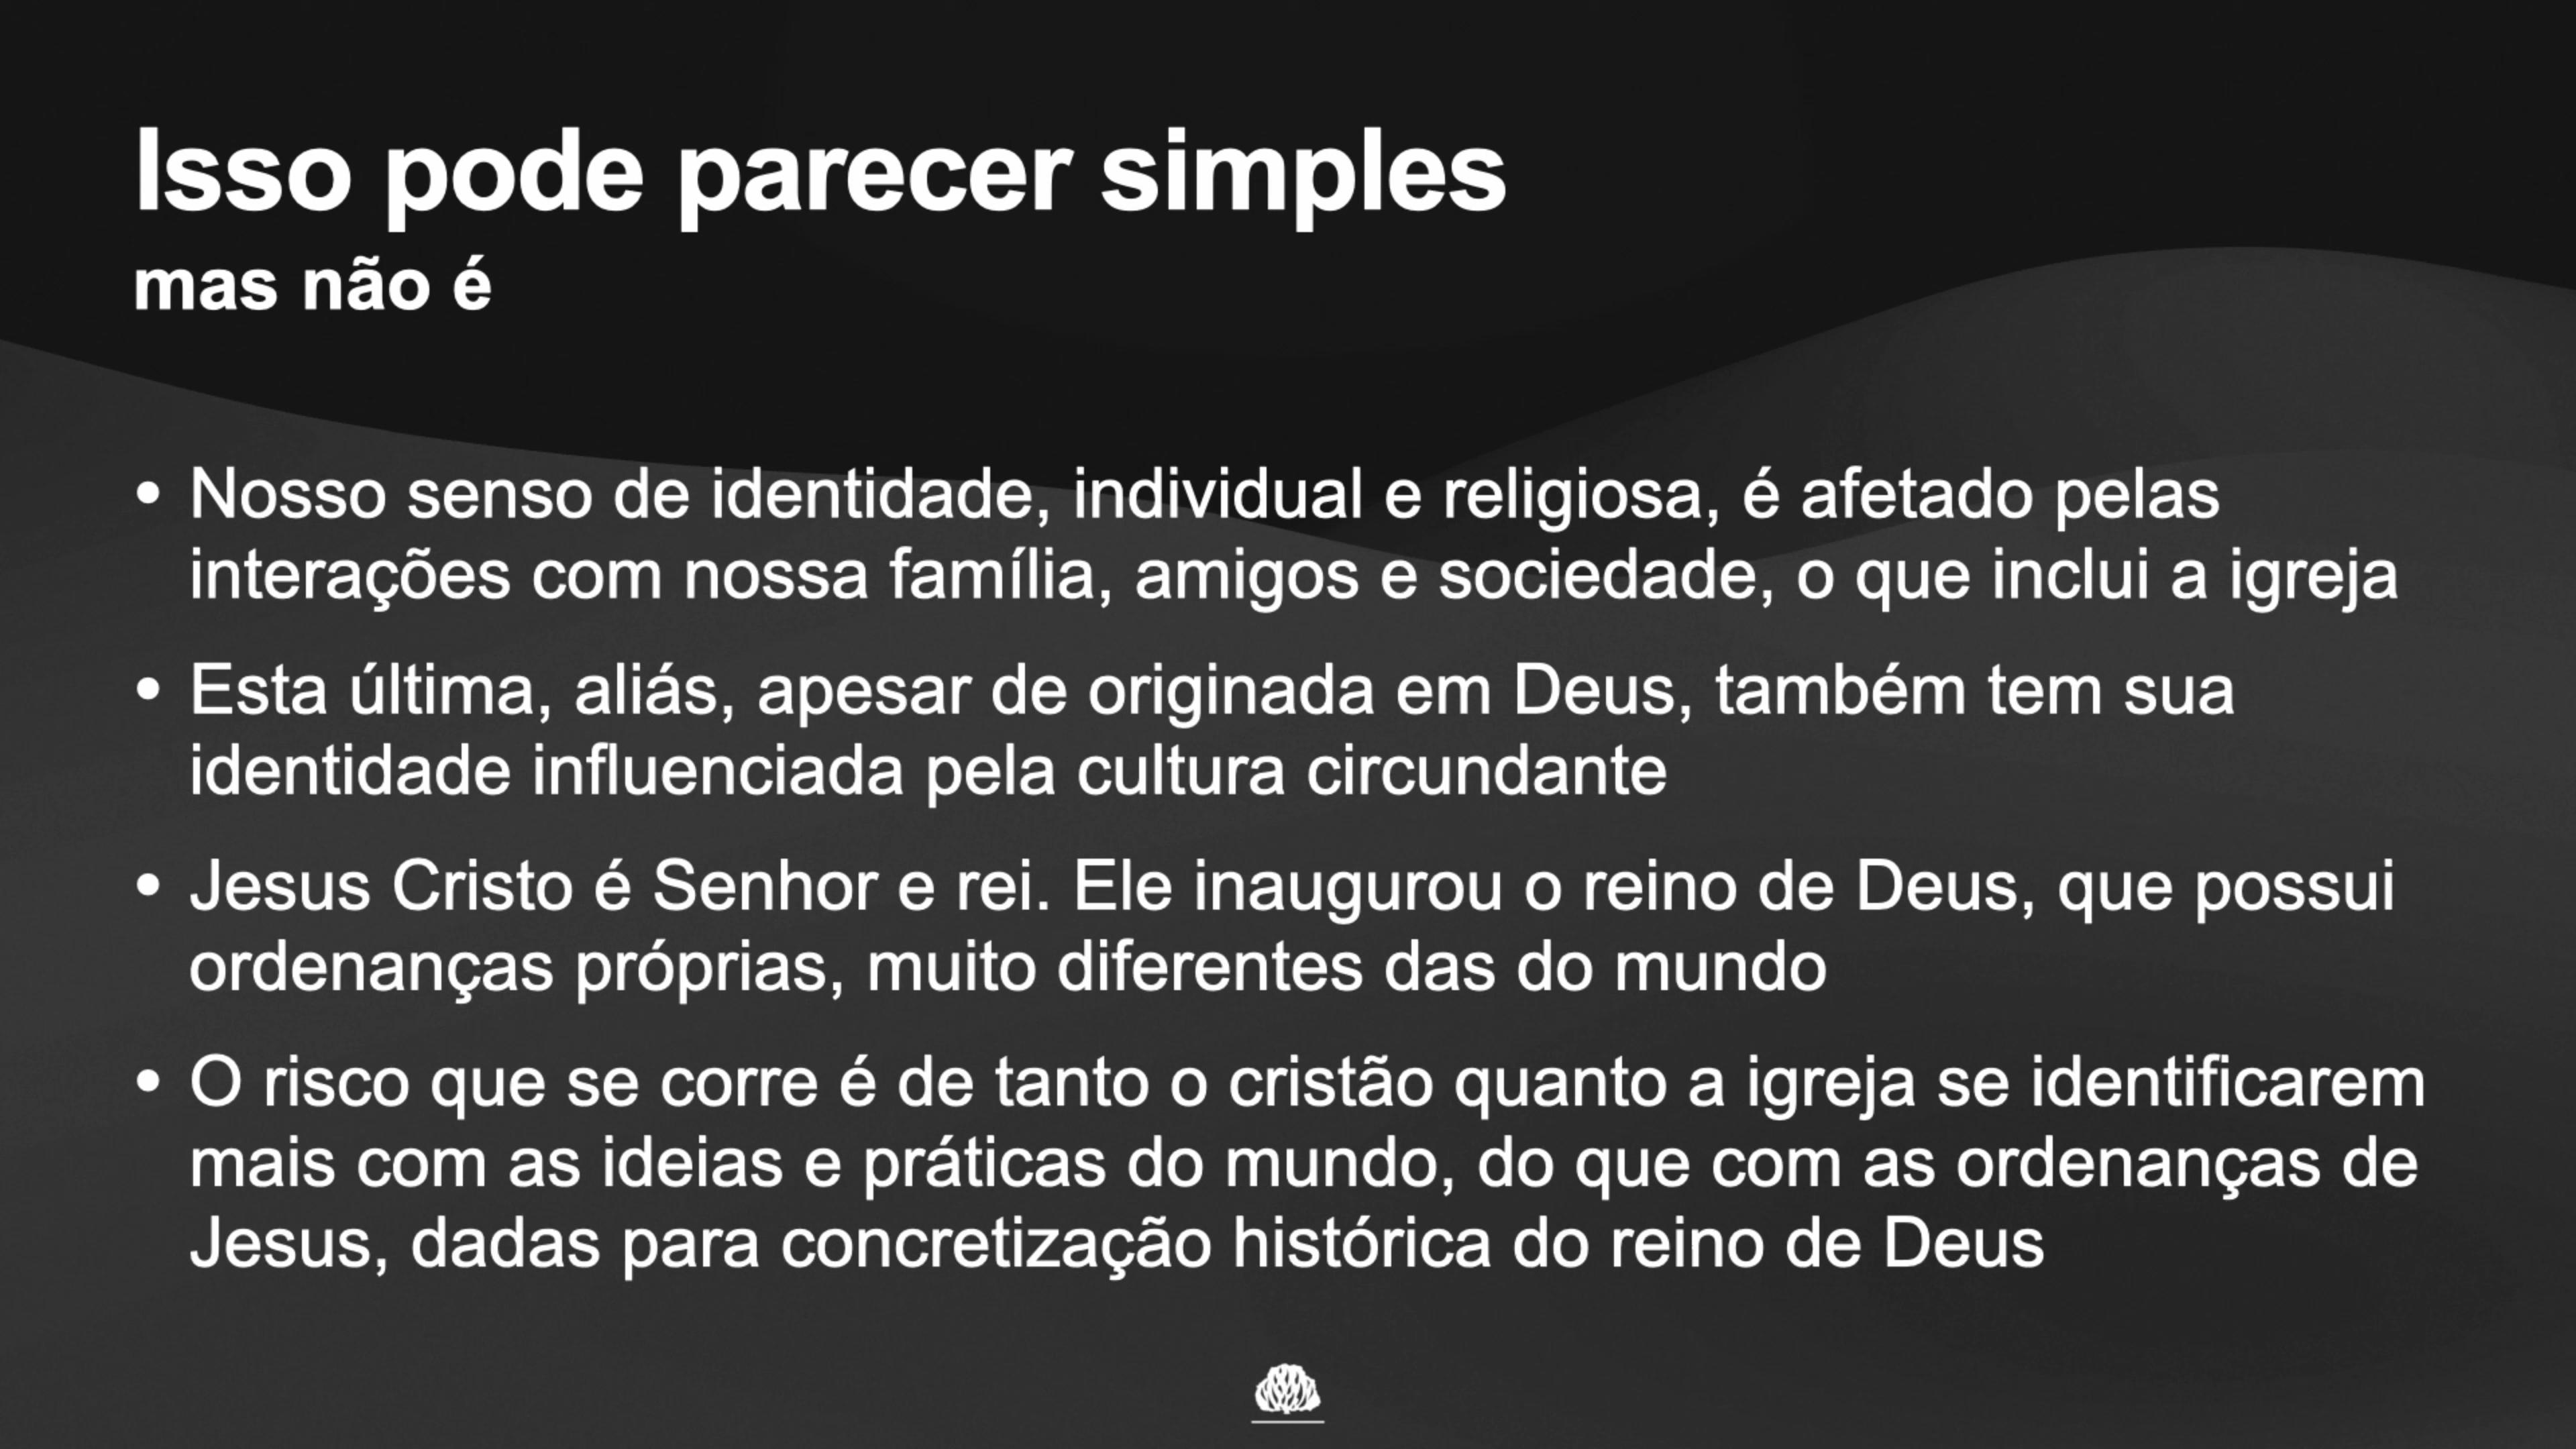 Isso pode parecer simples
mas não é
• Nosso senso de identidade, individual e religiosa, é afetado pelas
interações com nossa família, amigos e sociedade, o que inclui a igreja
• Esta última, aliás, apesar de originada em Deus, também tem sua
identidade influenciada pela cultura circundante
• Jesus Cristo é Senhor e rei. Ele inaugurou o reino de Deus, que possui
ordenanças próprias, muito diferentes das do mundo
• O risco que se corre é de tanto o cristão quanto a igreja se identificarem
mais com as ideias e práticas do mundo, do que com as ordenanças de
Jesus, dadas para concretização histórica do reino de Deus